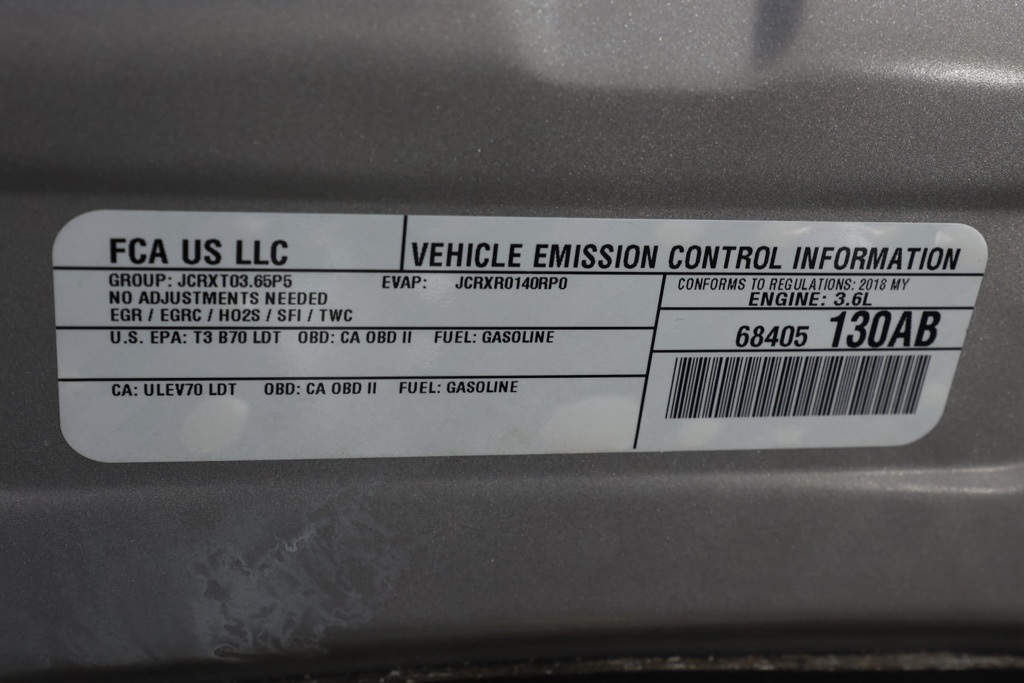 FCA US LLC
VEHICLE EMISSION CONTROL INFORMATION
GROUP: JCRXT03.65P5 EVAP: JCRXR0140RP0
NO ADJUSTMENTS NEEDED
EGR / EGRC / HO2S / SFI / TWC
U.S. EPA: T3 B70 LDT OBD: CA OBD II FUEL: GASOLINE
CA: ULEV70 LDT OBD: CA OBD II FUEL: GASOLINE
CONFORMS TO REGULATIONS: 2018 MY
ENGINE: 3.6L
68405 130AB